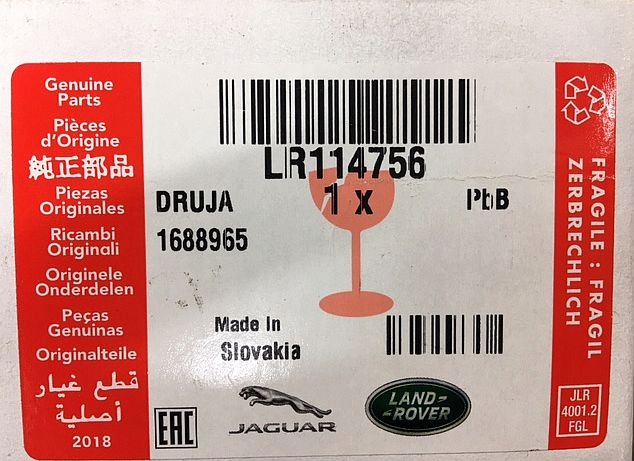 Genuine
Parts
Pièces
d'Origine
純正部品
Piezas
Originales
Ricambi
Originali
Originele
Onderdelen
Peças
Genuinas
Originalteile
قطع غيار
أصلية
2018
LR114756
DRUJA
1 x
PbB
1688965
Made In
Slovakia
EAC
JAGUAR
LAND-
-ROVER
FRAGILE : FRAGIL
ZERBRECHLICH
JLR
4001.2
FGL